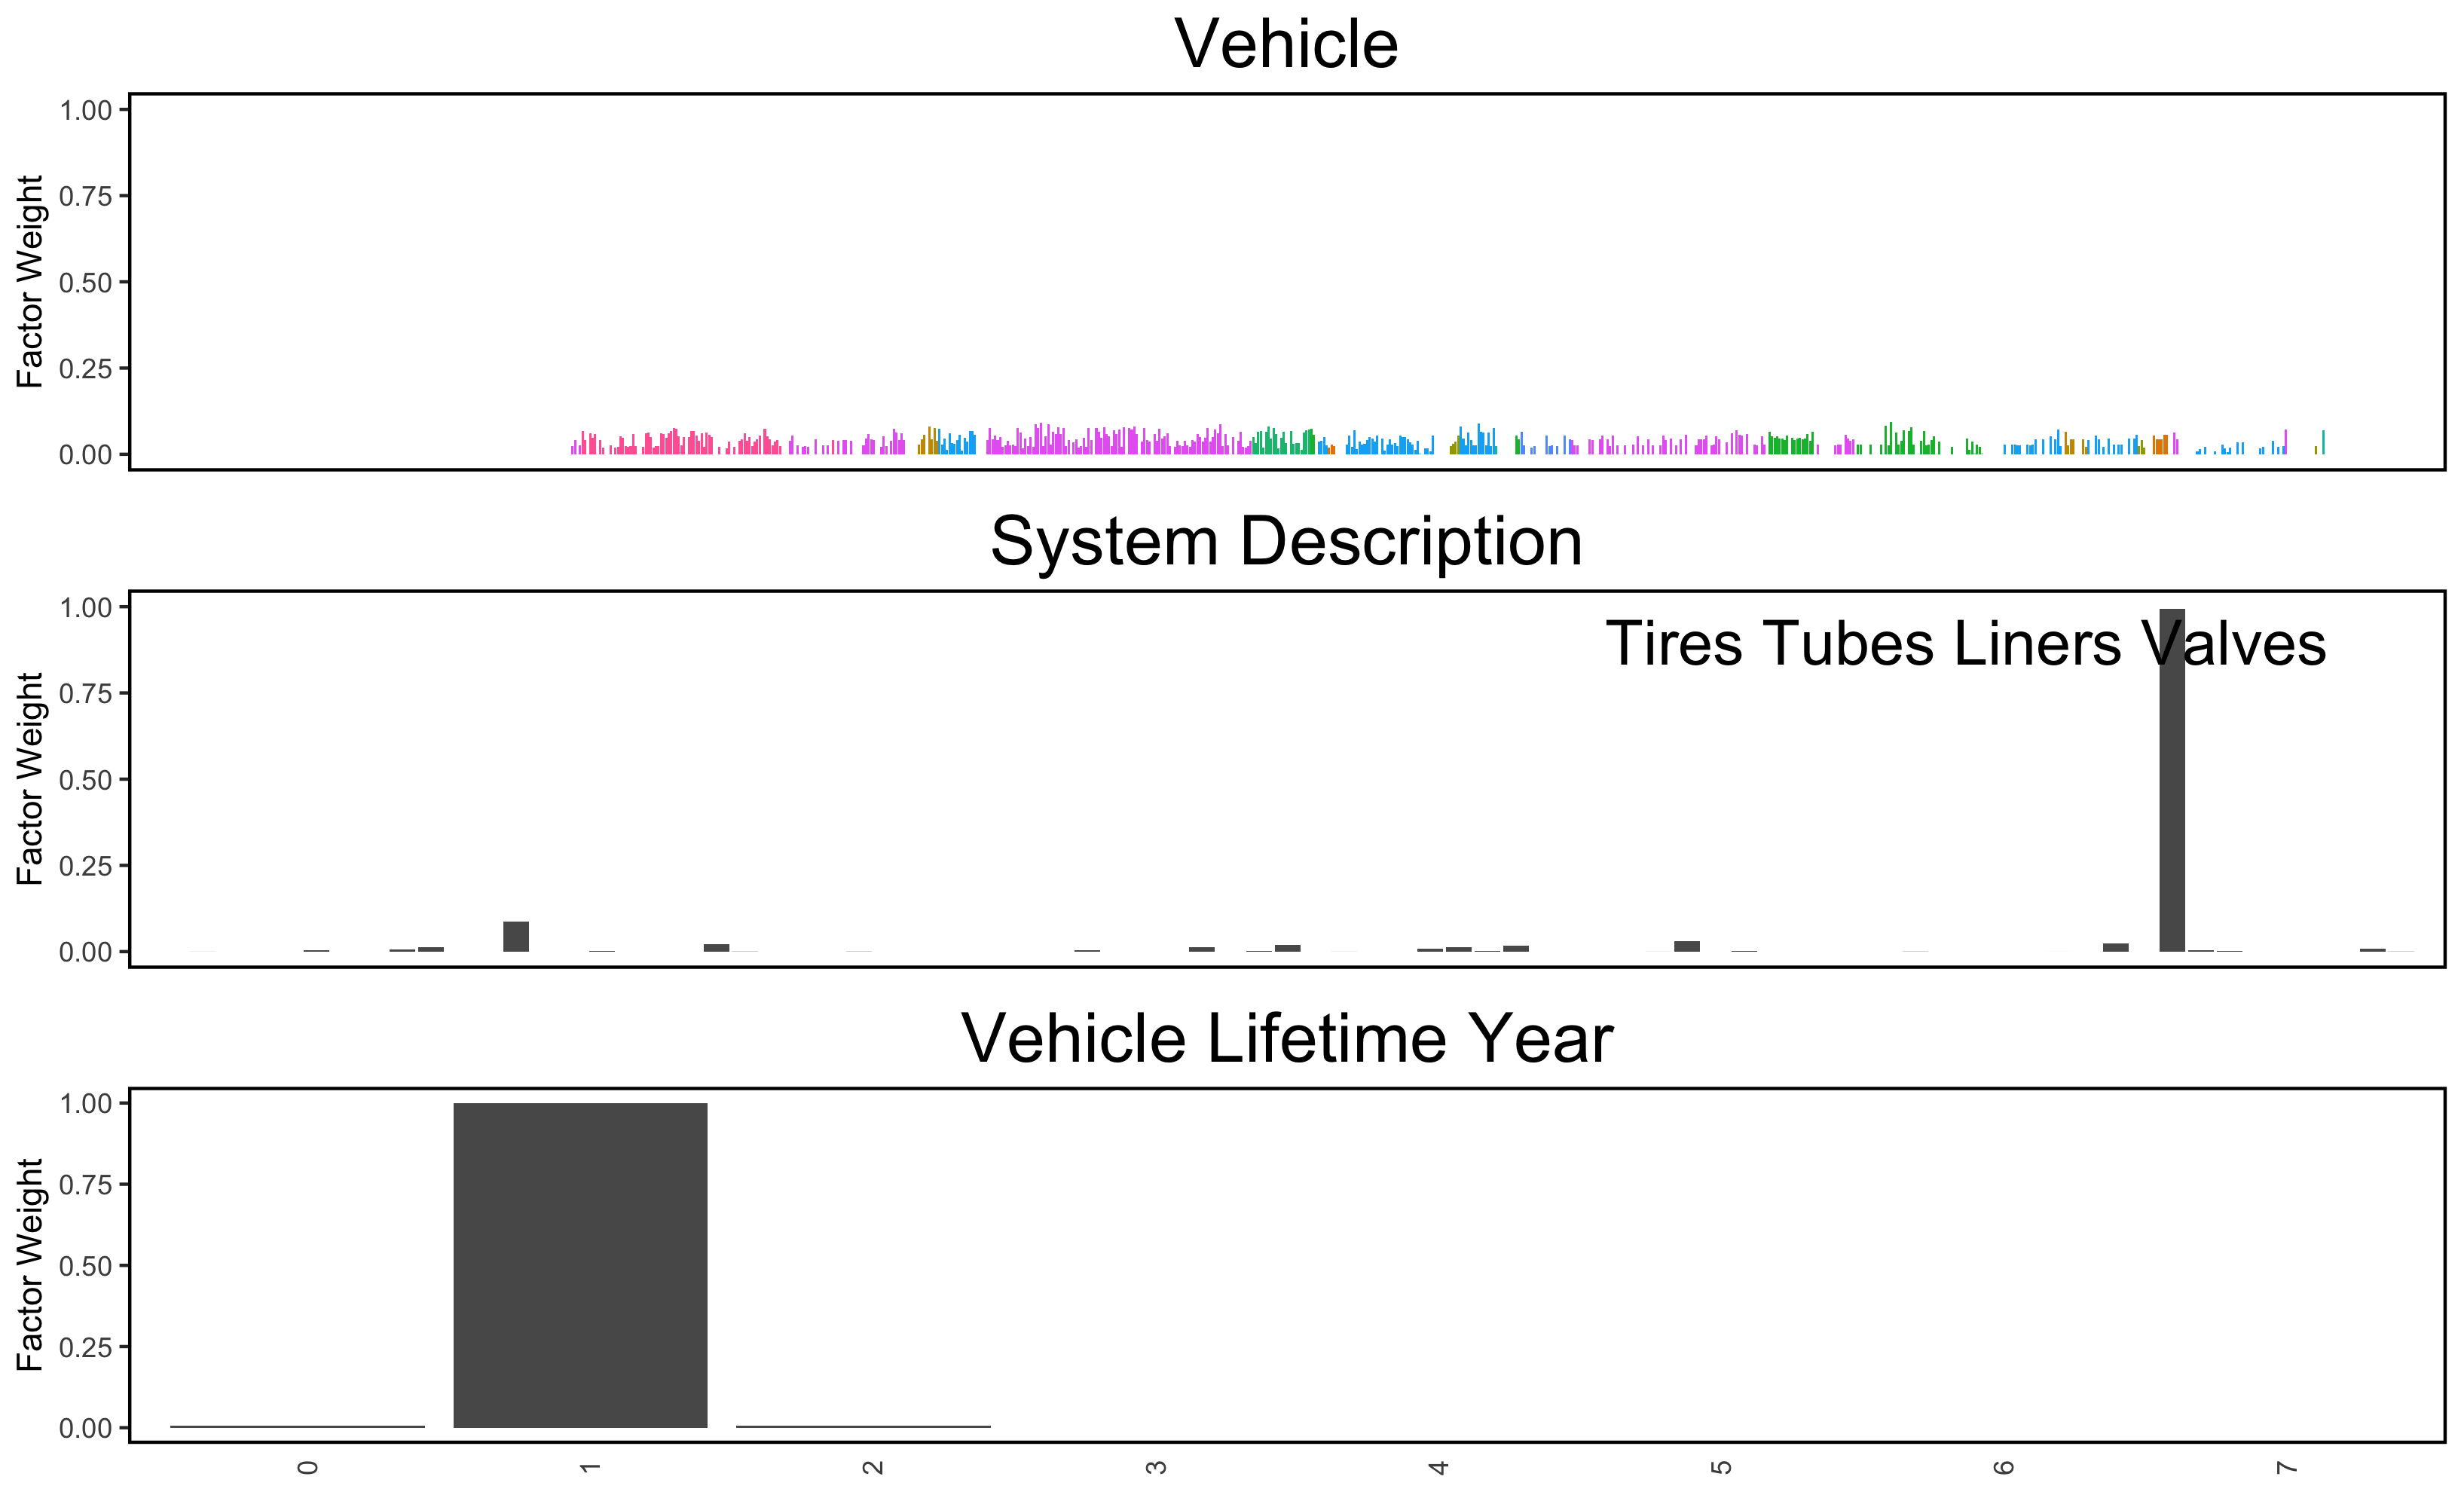 Vehicle
Factor Weight
1.00
0.75
0.50
0.25
0.00
System Description
Factor Weight
1.00
0.75
0.50
0.25
0.00
Tires Tubes Liners Valves
Vehicle Lifetime Year
Factor Weight
1.00
0.75
0.50
0.25
0.00
0 1 2 3 4 5 6 7